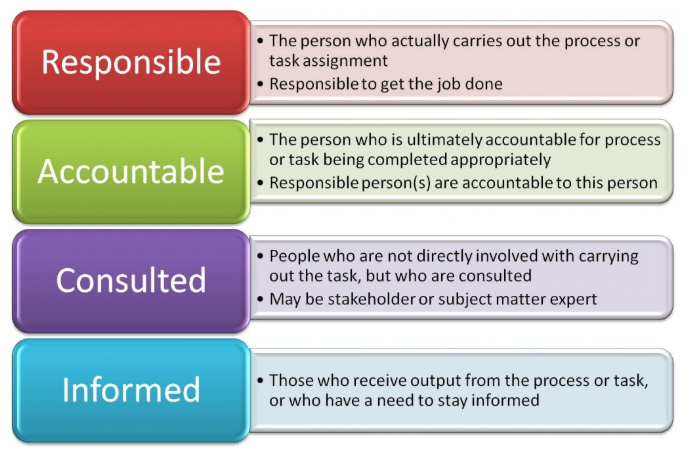 Responsible
• The person who actually carries out the process or
task assignment
• Responsible to get the job done
Accountable
• The person who is ultimately accountable for process
or task being completed appropriately
• Responsible person(s) are accountable to this person
Consulted
• People who are not directly involved with carrying
out the task, but who are consulted
• May be stakeholder or subject matter expert
Informed
• Those who receive output from the process or task,
or who have a need to stay informed